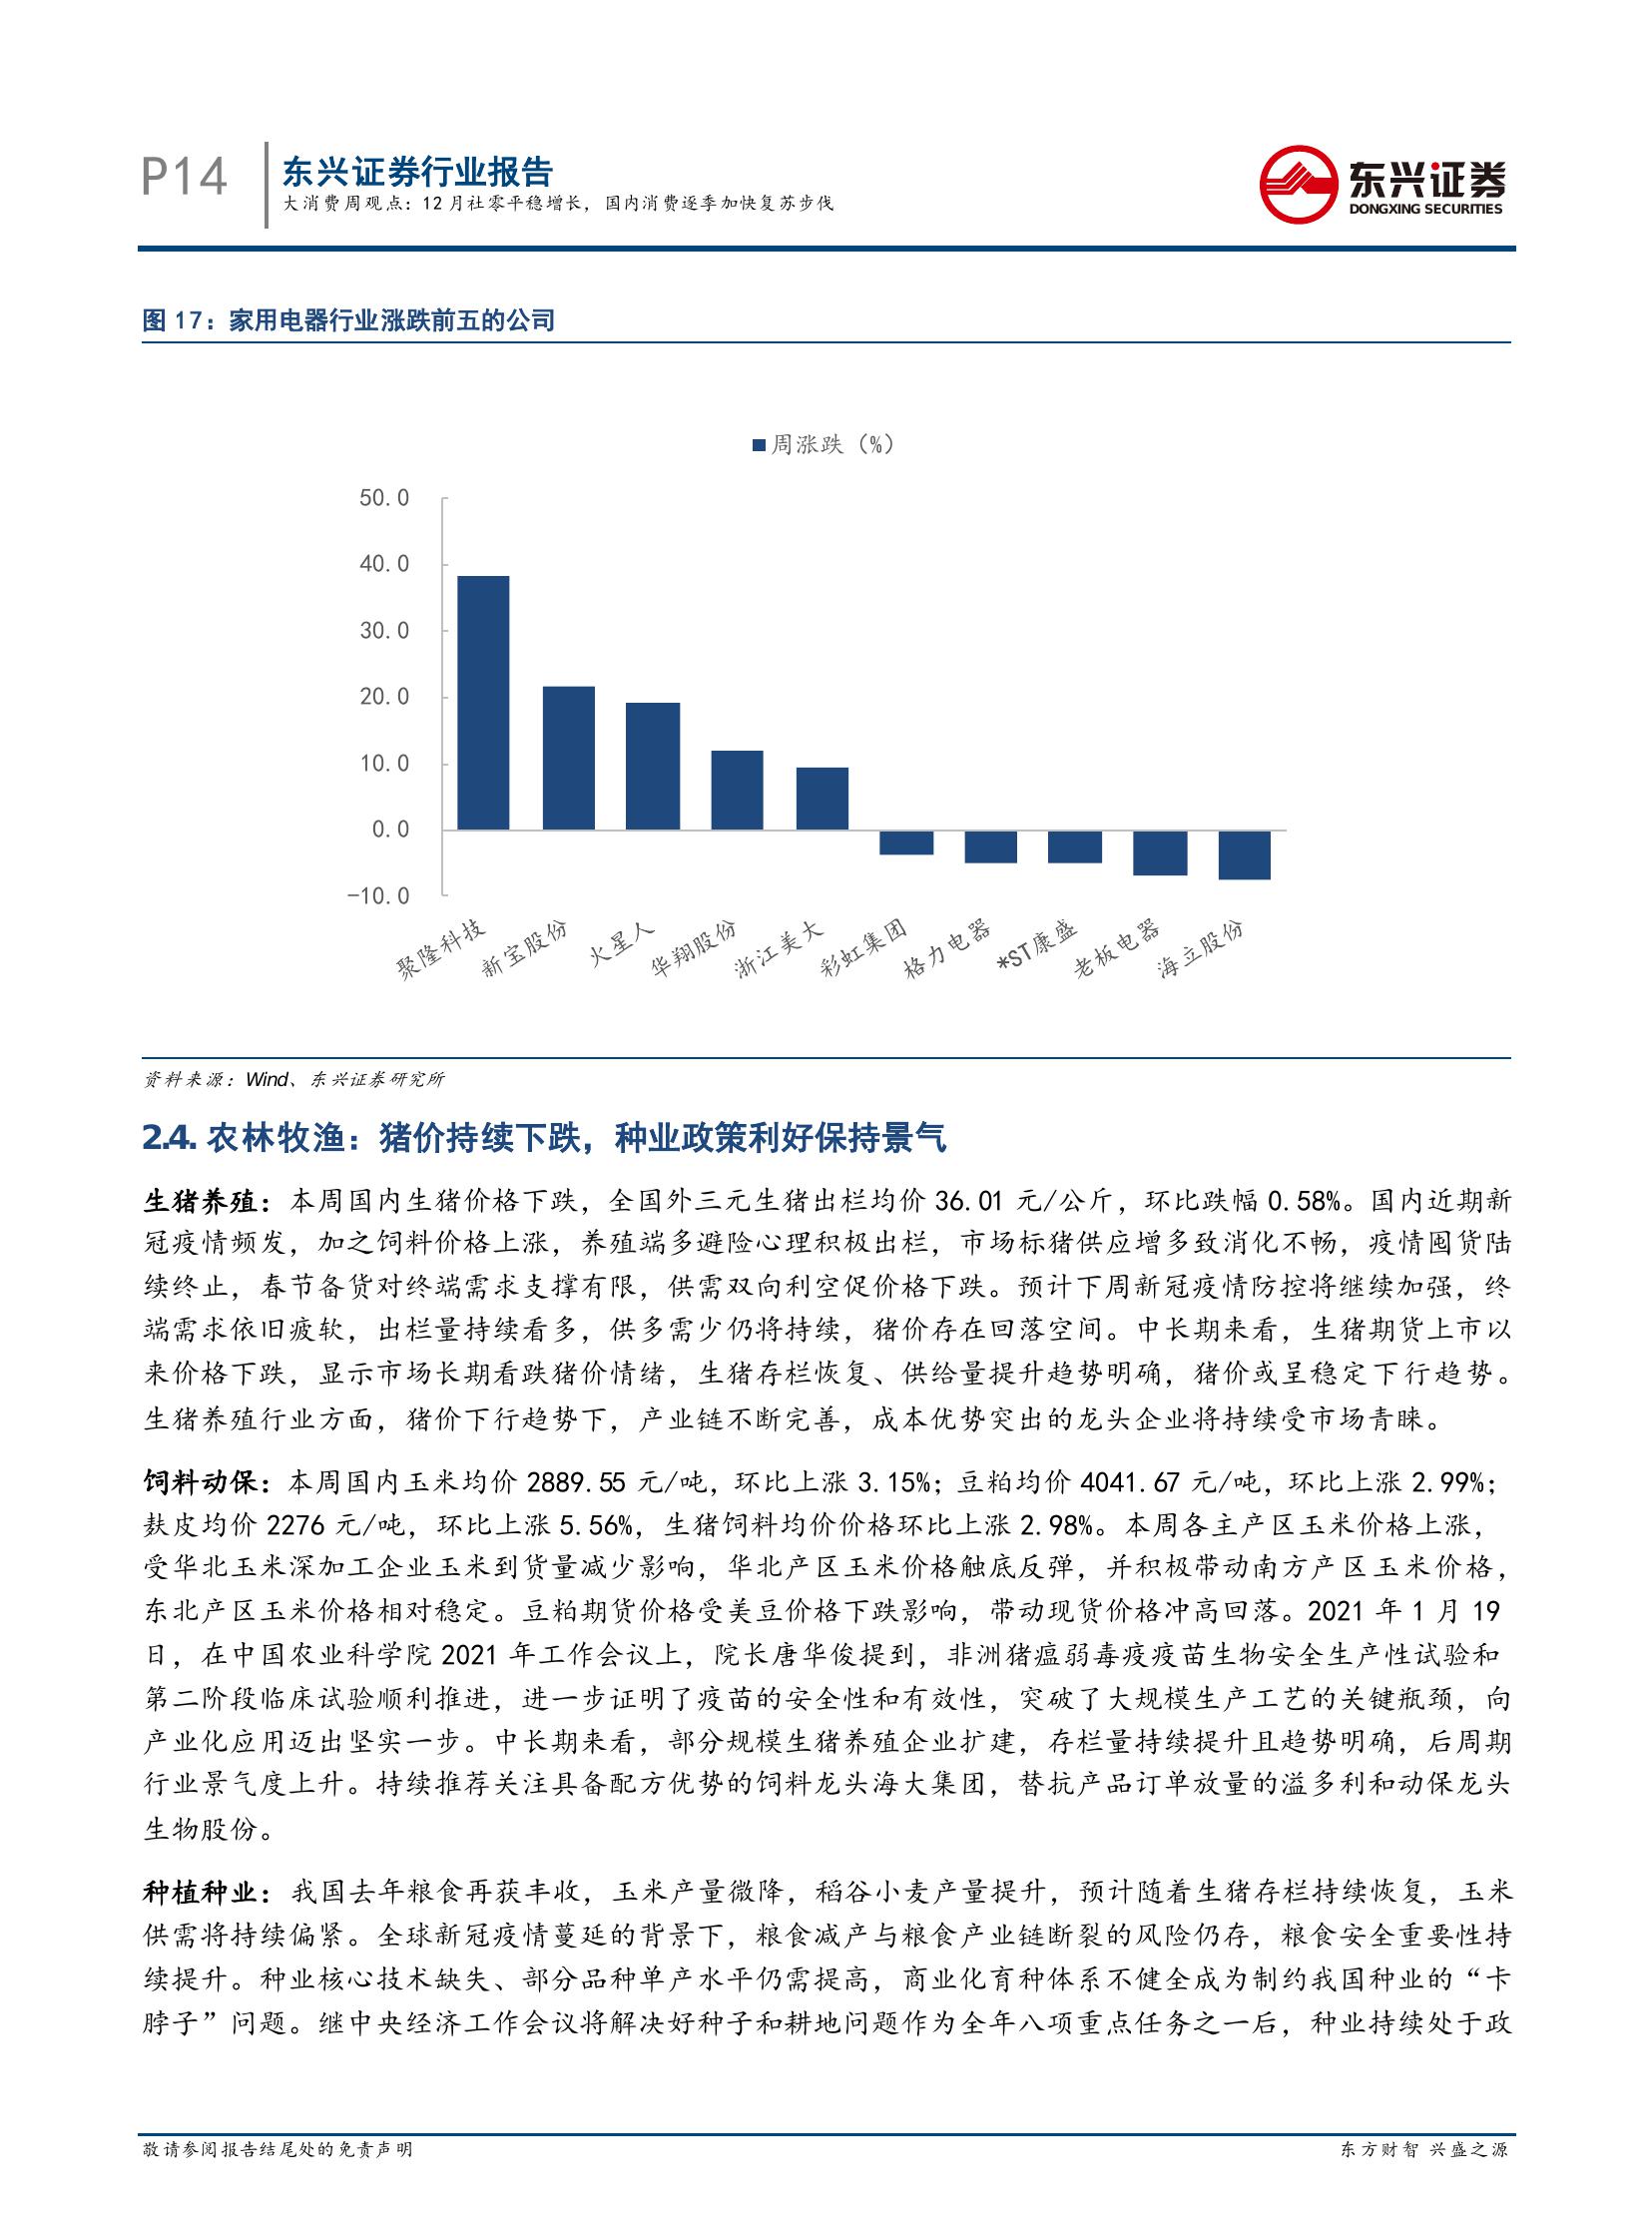 P14
东兴证券行业报告
大消费周观点：12 月社零平稳增长，国内消费逐季加快复苏步伐
东兴证券
DONGXING SECURITIES
图 17：家用电器行业涨跌前五的公司
周涨跌（%）
50.0
40.0
30.0
20.0
10.0
0.0
-10.0
聚隆科技
新宝股份
火星人
华翔股份
浙江美大
彩虹集团
格力电器
*ST康盛
老板电器
海立股份
资料来源：Wind、东兴证券研究所
2.4. 农林牧渔：猪价持续下跌，种业政策利好保持景气
生猪养殖：本周国内生猪价格下跌，全国外三元生猪出栏均价 36.01 元/公斤，环比跌幅 0.58%。国内近期新
冠疫情频发，加之饲料价格上涨，养殖端多避险心理积极出栏，市场标猪供应增多致消化不畅，疫情囤货陆
续终止，春节备货对终端需求支撑有限，供需双向利空促价格下跌。预计下周新冠疫情防控将继续加强，终
端需求依旧疲软，出栏量持续看多，供多需少仍将持续，猪价存在回落空间。中长期来看，生猪期货上市以
来价格下跌，显示市场长期看跌猪价情绪，生猪存栏恢复、供给量提升趋势明确，猪价或呈稳定下行趋势。
生猪养殖行业方面，猪价下行趋势下，产业链不断完善，成本优势突出的龙头企业将持续受市场青睐。
饲料动保：本周国内玉米均价 2889.55 元/吨，环比上涨 3.15%；豆粕均价 4041.67 元/吨，环比上涨 2.99%；
麸皮均价 2276 元/吨，环比上涨 5.56%，生猪饲料均价价格环比上涨 2.98%。本周各主产区玉米价格上涨，
受华北玉米深加工企业玉米到货量减少影响，华北产区玉米价格触底反弹，并积极带动南方产区玉米价格，
东北产区玉米价格相对稳定。豆粕期货价格受美豆价格下跌影响，带动现货价格冲高回落。2021 年 1 月 19
日，在中国农业科学院 2021 年工作会议上，院长唐华俊提到，非洲猪瘟弱毒疫疫苗生物安全生产性试验和
第二阶段临床试验顺利推进，进一步证明了疫苗的安全性和有效性，突破了大规模生产工艺的关键瓶颈，向
产业化应用迈出坚实一步。中长期来看，部分规模生猪养殖企业扩建，存栏量持续提升且趋势明确，后周期
行业景气度上升。持续推荐关注具备配方优势的饲料龙头海大集团，替抗产品订单放量的溢多利和动保龙头
生物股份。
种植种业：我国去年粮食再获丰收，玉米产量微降，稻谷小麦产量提升，预计随着生猪存栏持续恢复，玉米
供需将持续偏紧。全球新冠疫情蔓延的背景下，粮食减产与粮食产业链断裂的风险仍存，粮食安全重要性持
续提升。种业核心技术缺失、部分品种单产水平仍需提高，商业化育种体系不健全成为制约我国种业的“卡
脖子”问题。继中央经济工作会议将解决好种子和耕地问题作为全年八项重点任务之一后，种业持续处于政
敬请参阅报告结尾处的免责声明
东方财智 兴盛之源